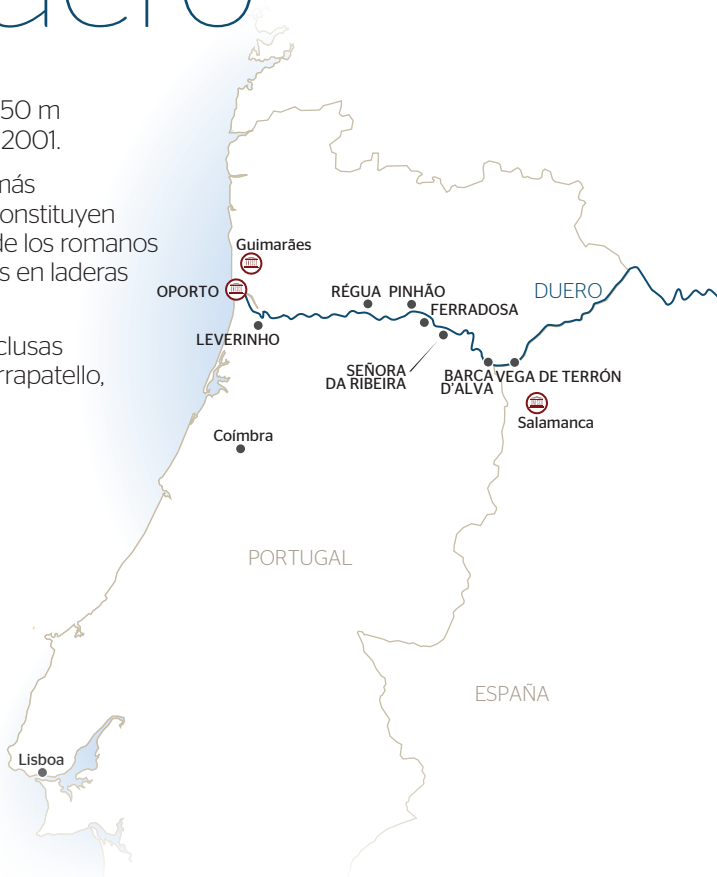 50 m
2001.
más
onstituyen
de los romanos
s en laderas
clusas
rrapatello,
Guimarães
OPORTO
RÉGUA
PINHÃO
DUERO
FERRADOSA
LEVERINHO
SEÑORA
DA RIBEIRA
BARCA
D'ALVA
VEGA DE TERRÓN
Salamanca
Coímbra
PORTUGAL
ESPAÑA
Lisboa